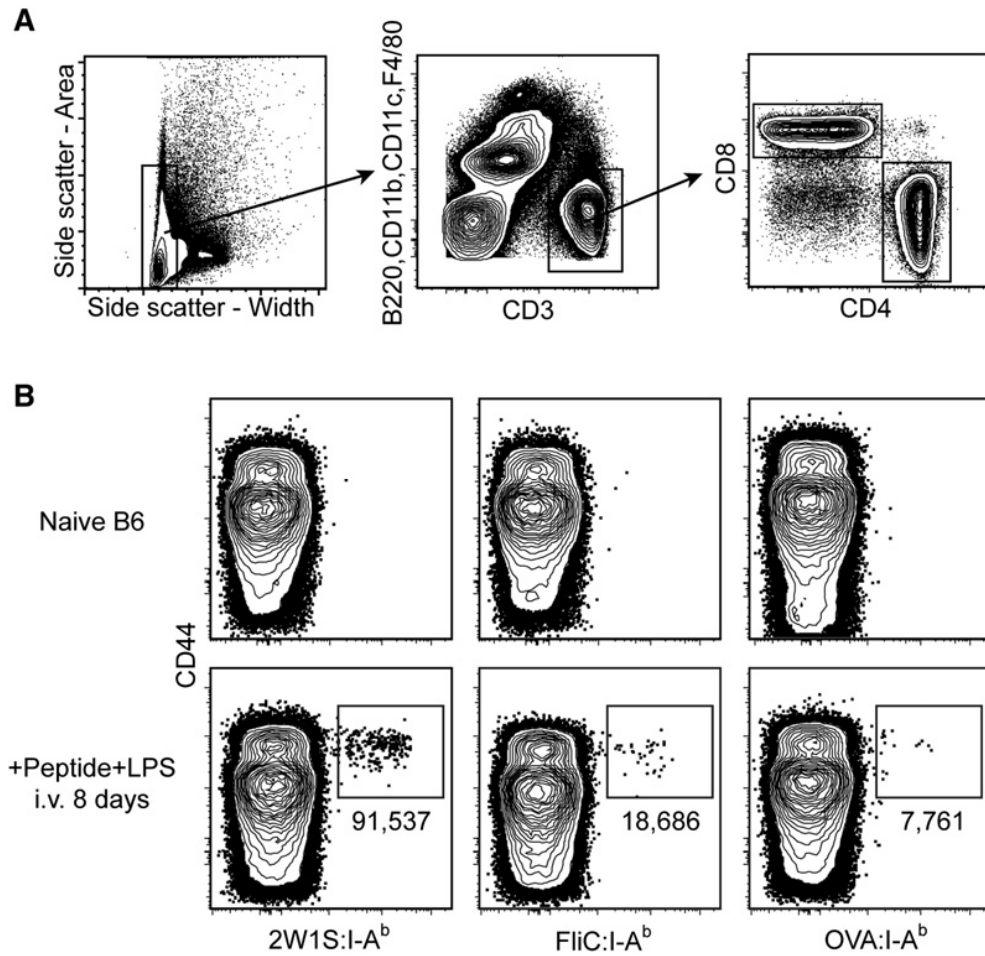 A
Side scatter - Area
Side scatter - Width
B220,CD11b,CD11c,F4/80
CD3
CD8
CD4
B
Naive B6
CD44
+Peptide+LPS
i.v. 8 days
91,537
18,686
7,761
2W1S:I-Aᵇ
FliC:I-Aᵇ
OVA:I-Aᵇ